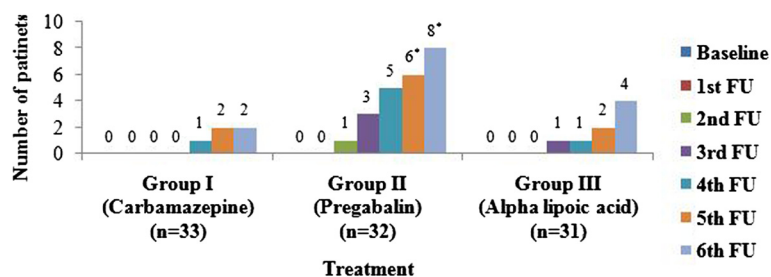 Number of patinets
10
8
6
4
2
0
0 0 0 0 1 2 2
0 0 1 3 5 6* 8*
0 0 0 1 1 2 4
Group I
(Carbamazepine)
(n=33)
Group II
(Pregabalin)
(n=32)
Group III
(Alpha lipoic acid)
(n=31)
Treatment
Baseline
1st FU
2nd FU
3rd FU
4th FU
5th FU
6th FU